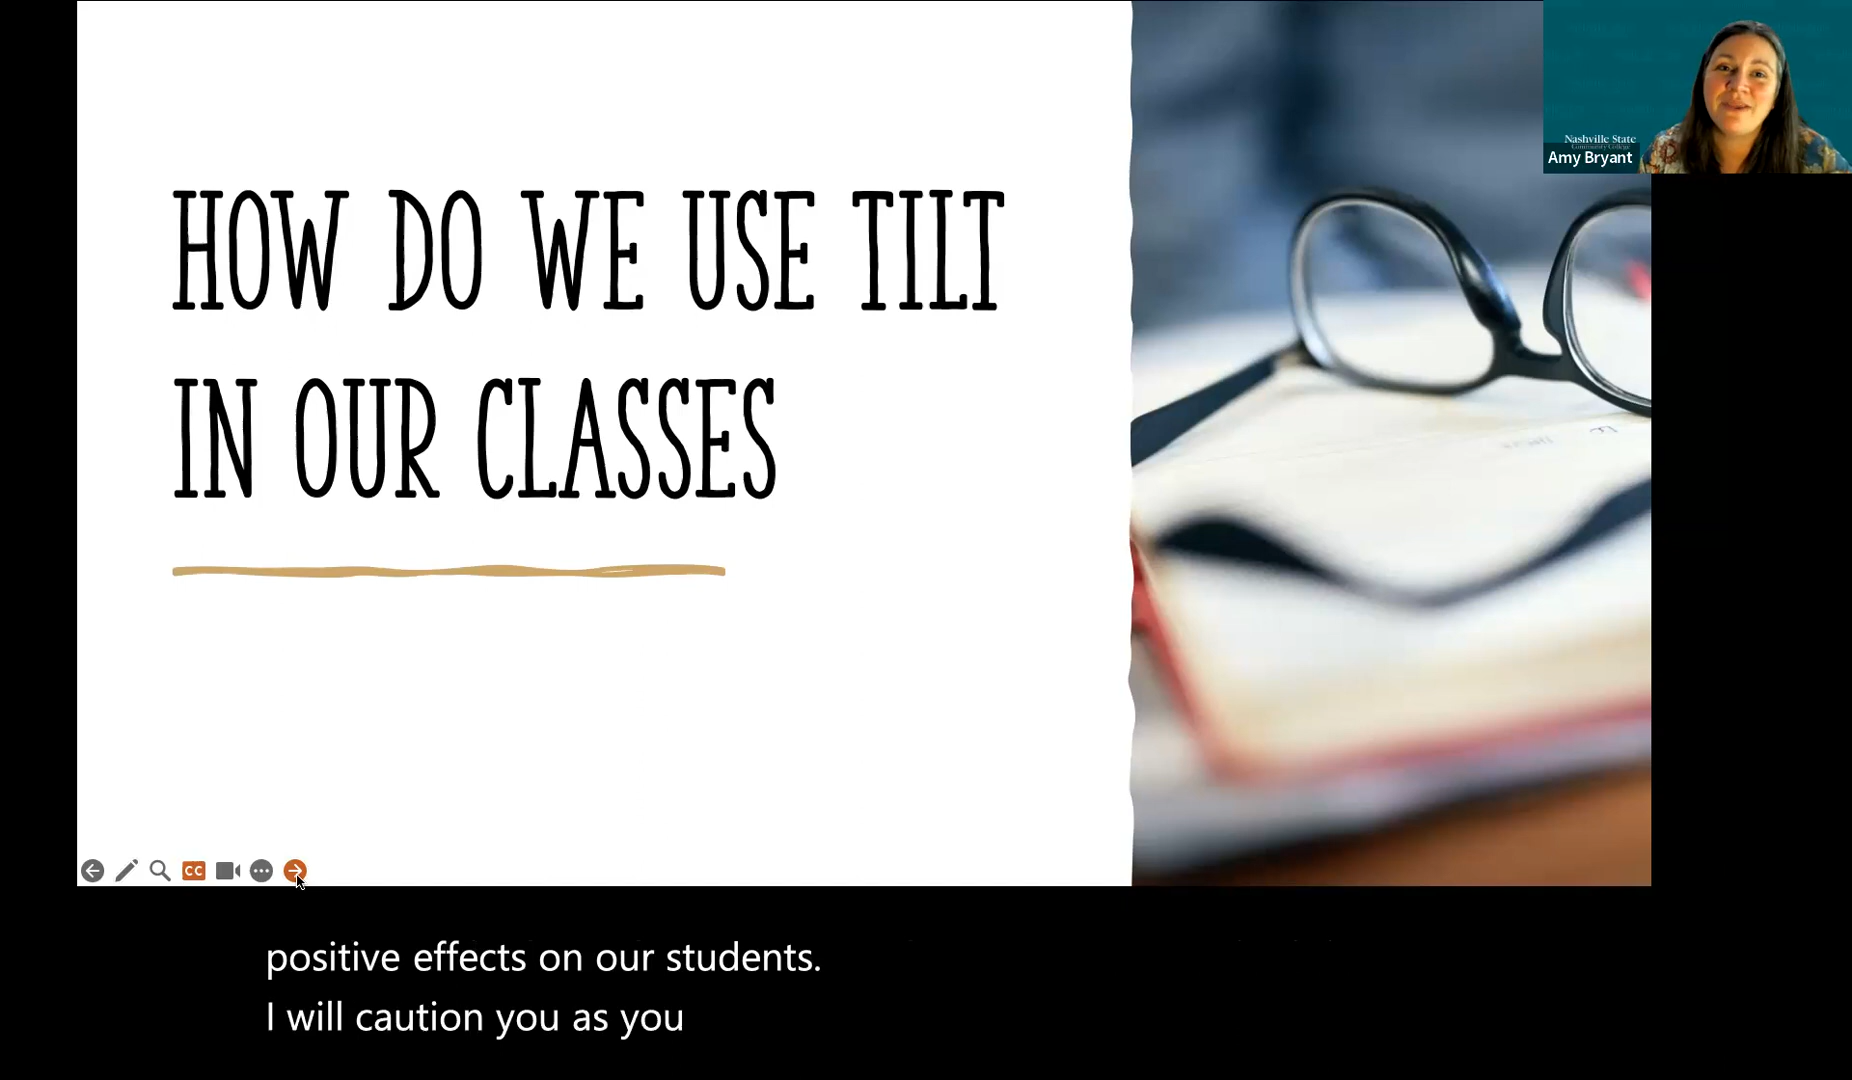 HOW DO WE USE TILT
IN OUR CLASSES
Nashville State
Community College
Amy Bryant
CC
positive effects on our students.
I will caution you as you